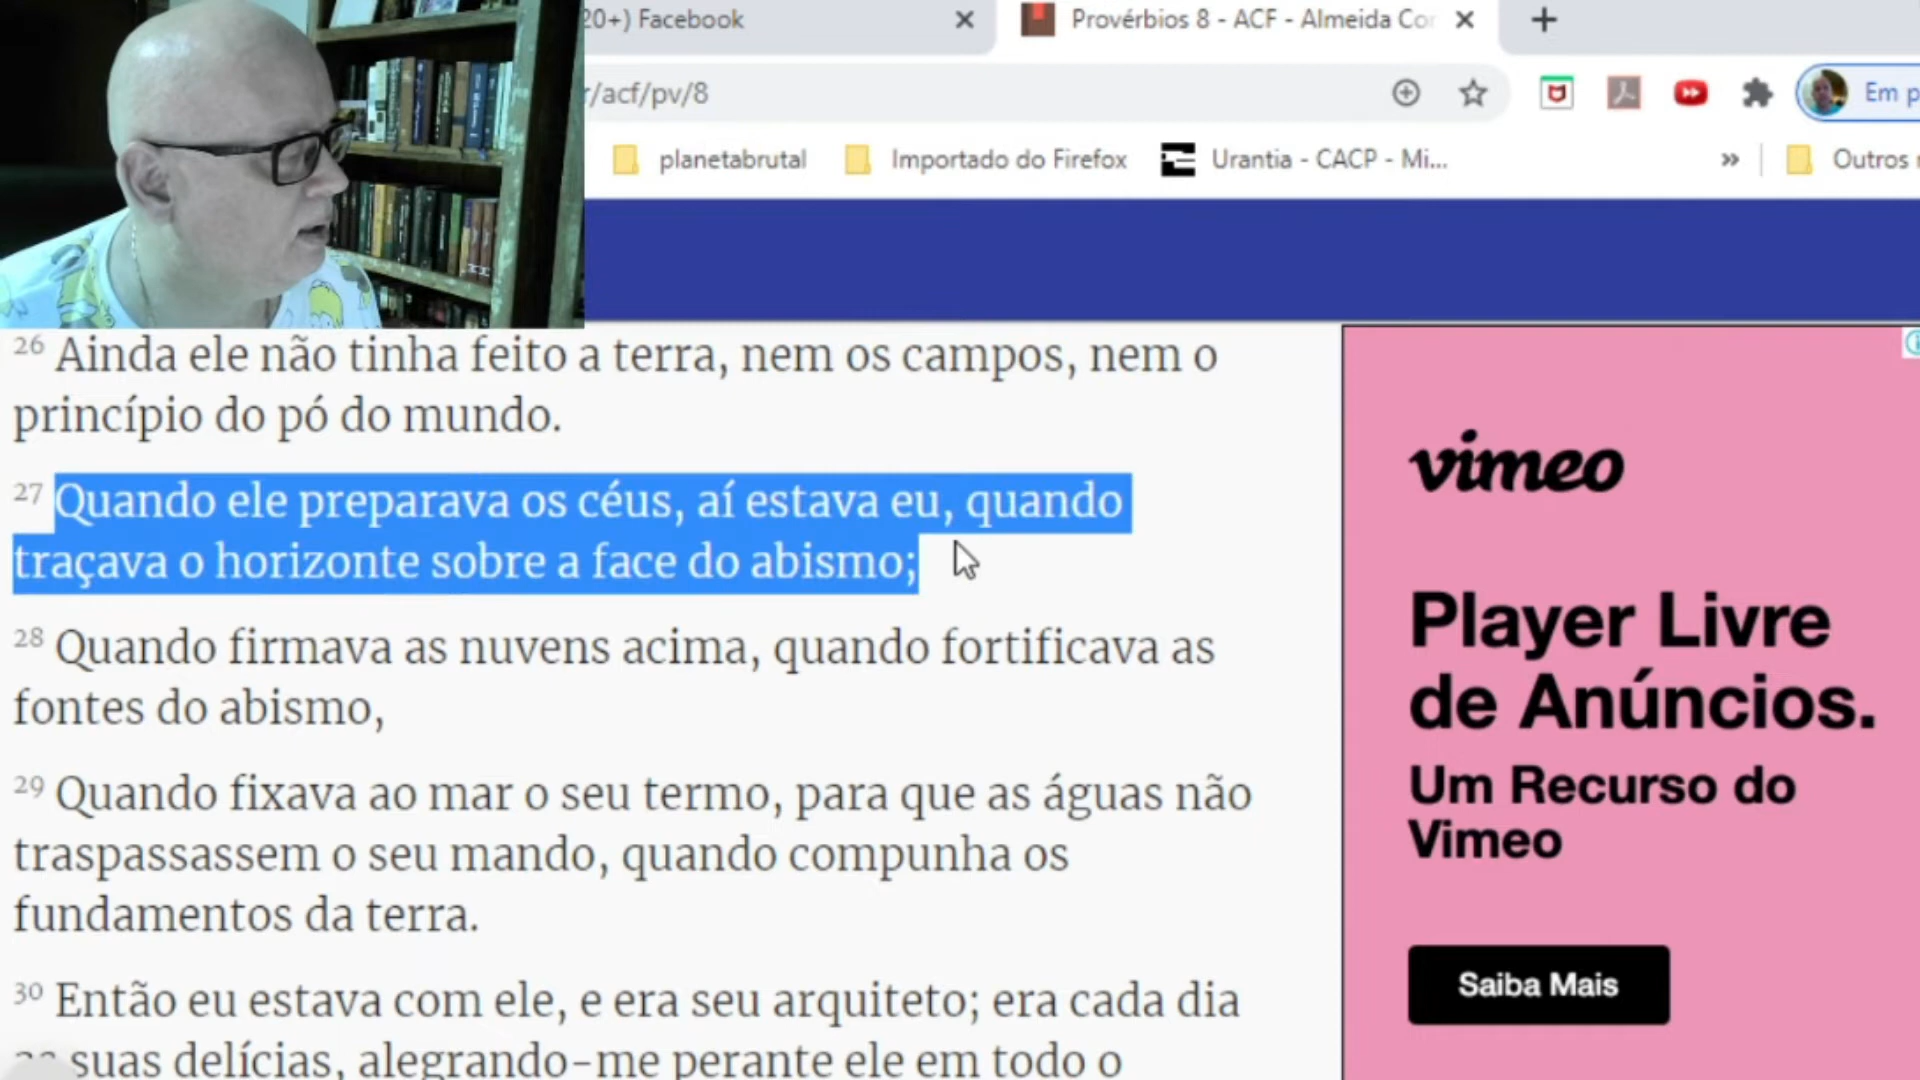 20+) Facebook
Provérbios 8 - ACF - Almeida Cor
r/acf/pv/8
Em p
planetabrutal
Importado do Firefox
Urantia - CACP - Mi...
Outros
26 Ainda ele não tinha feito a terra, nem os campos, nem o
princípio do pó do mundo.
27 Quando ele preparava os céus, aí estava eu, quando
traçava o horizonte sobre a face do abismo;
28 Quando firmava as nuvens acima, quando fortificava as
fontes do abismo,
29 Quando fixava ao mar o seu termo, para que as águas não
traspassassem o seu mando, quando compunha os
fundamentos da terra.
30 Então eu estava com ele, e era seu arquiteto; era cada dia
suas delícias, alegrando-me perante ele em todo o
vimeo
Player Livre
de Anúncios.
Um Recurso do
Vimeo
Saiba Mais